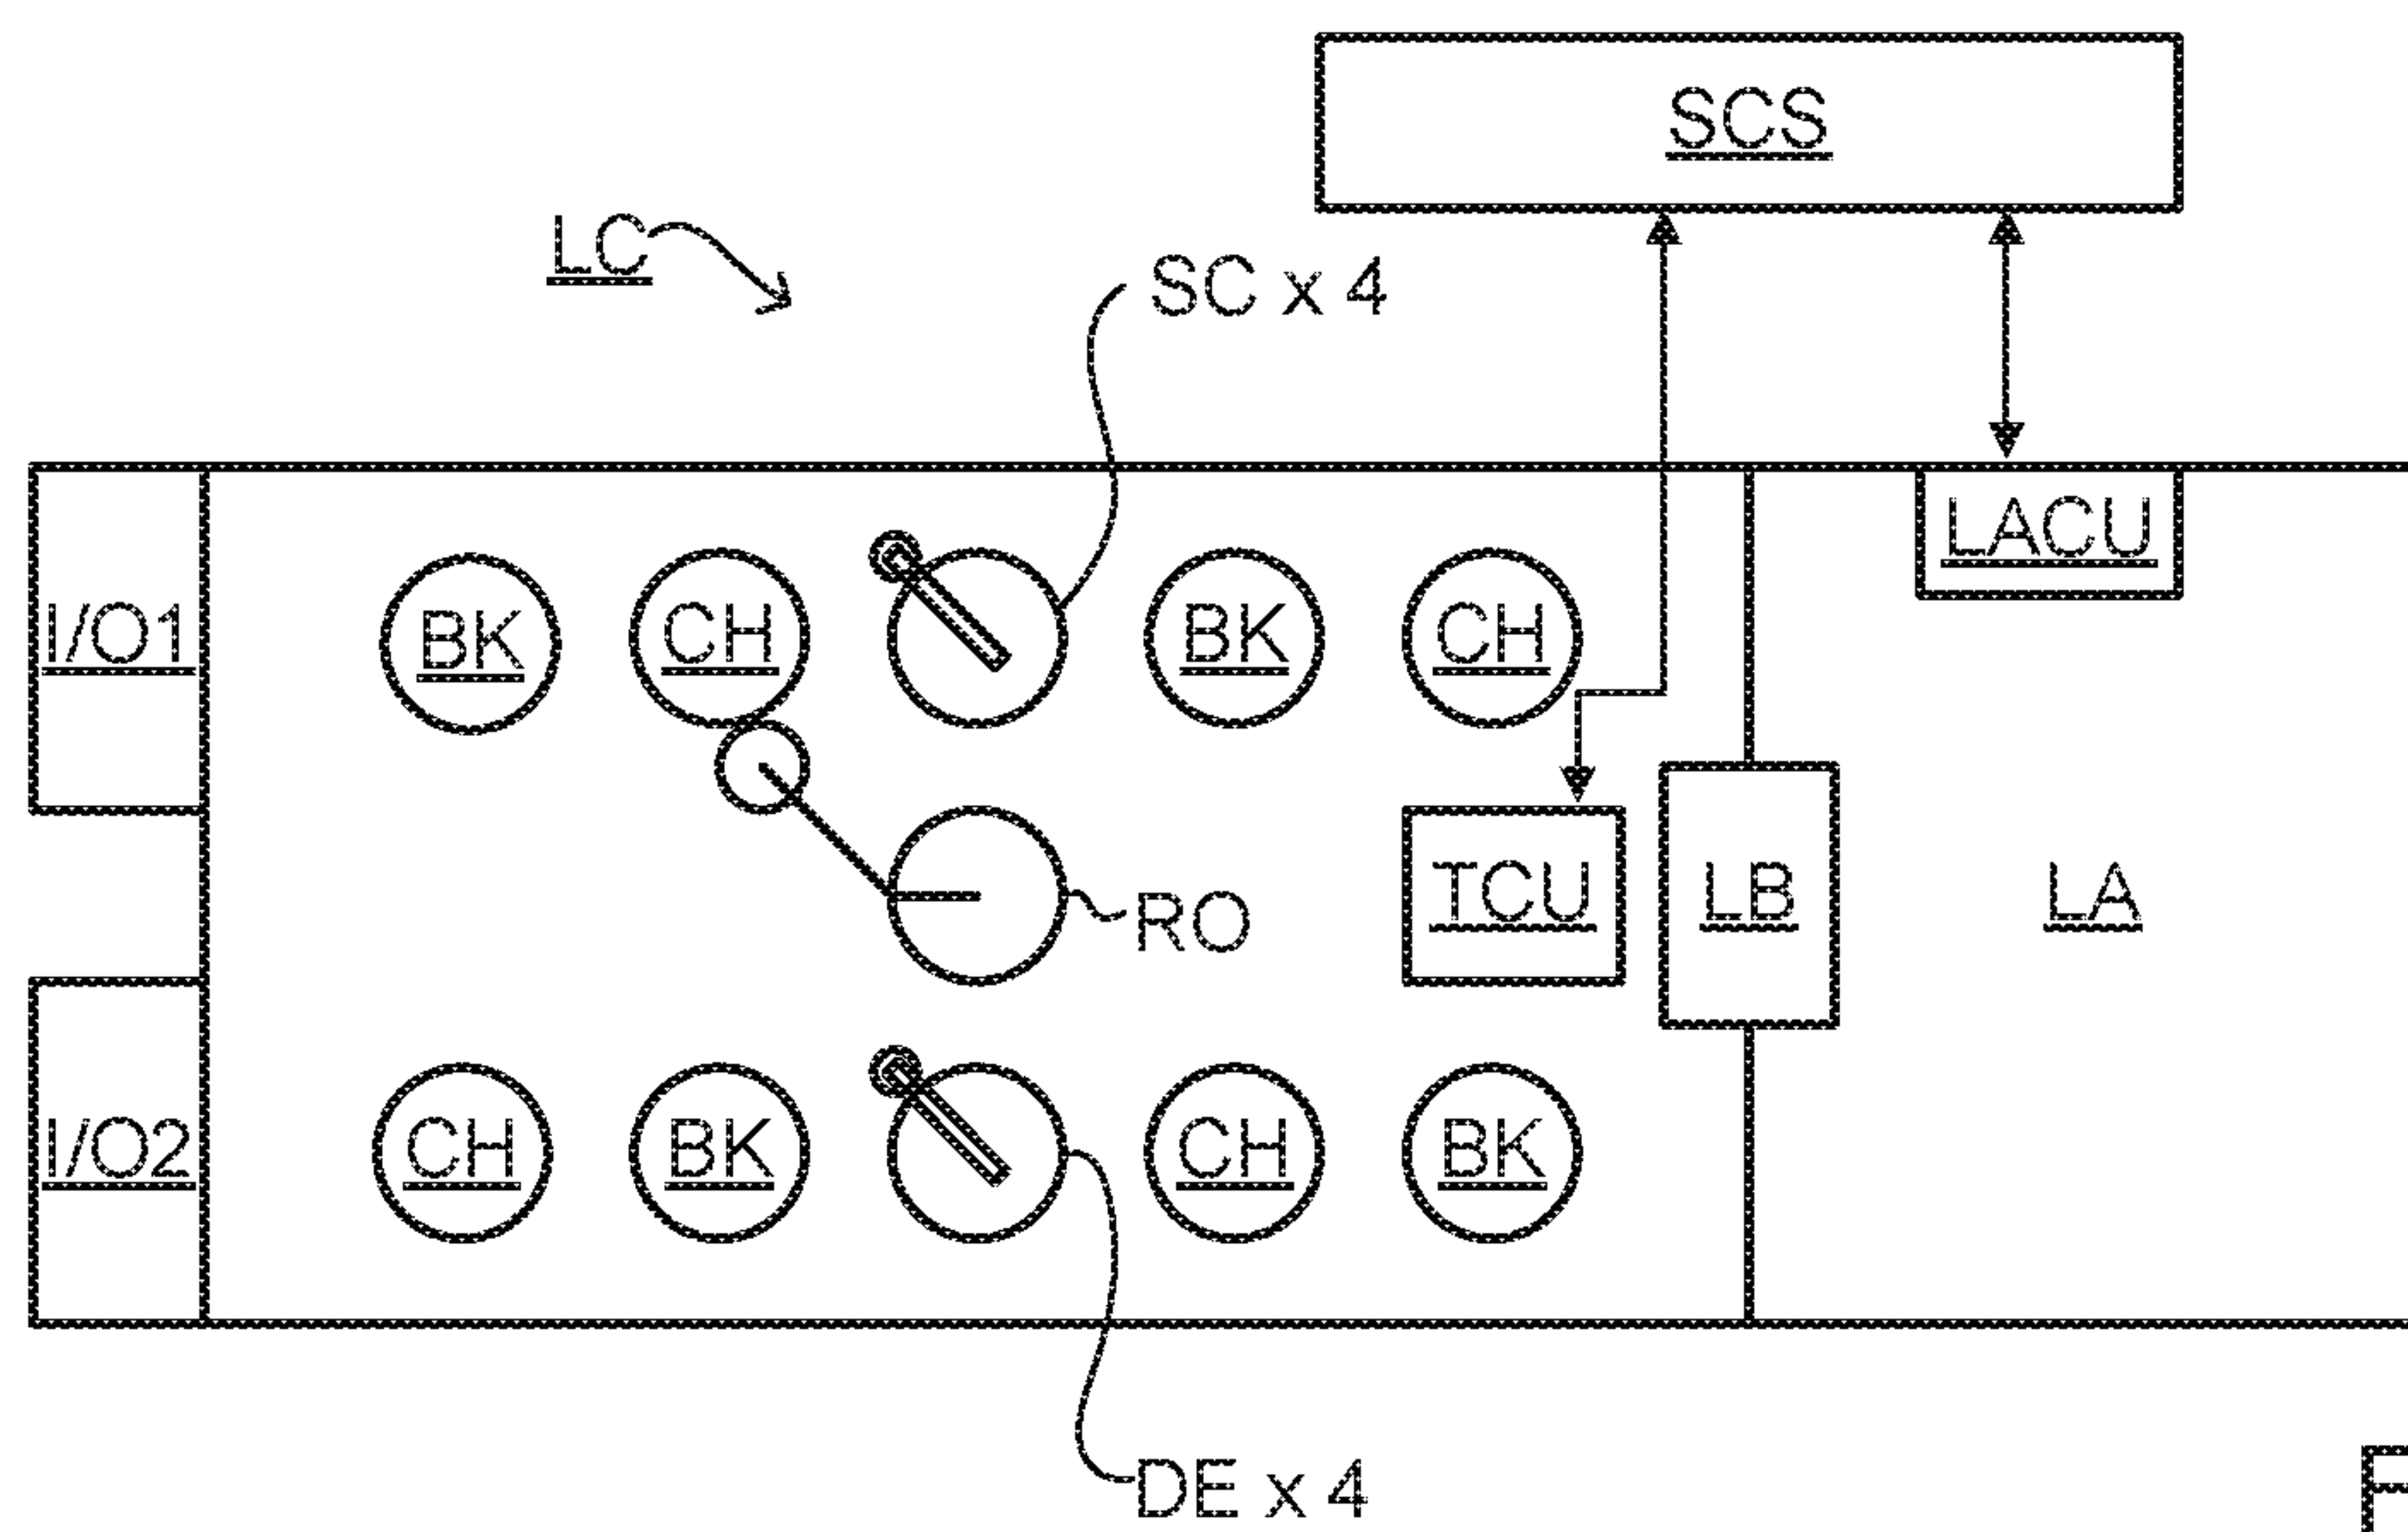 SCS
LC
SC x 4
LACU
I/O1
BK
CH
BK
CH
RO
TCU
LB
LA
I/O2
CH
BK
CH
BK
DE x 4
F